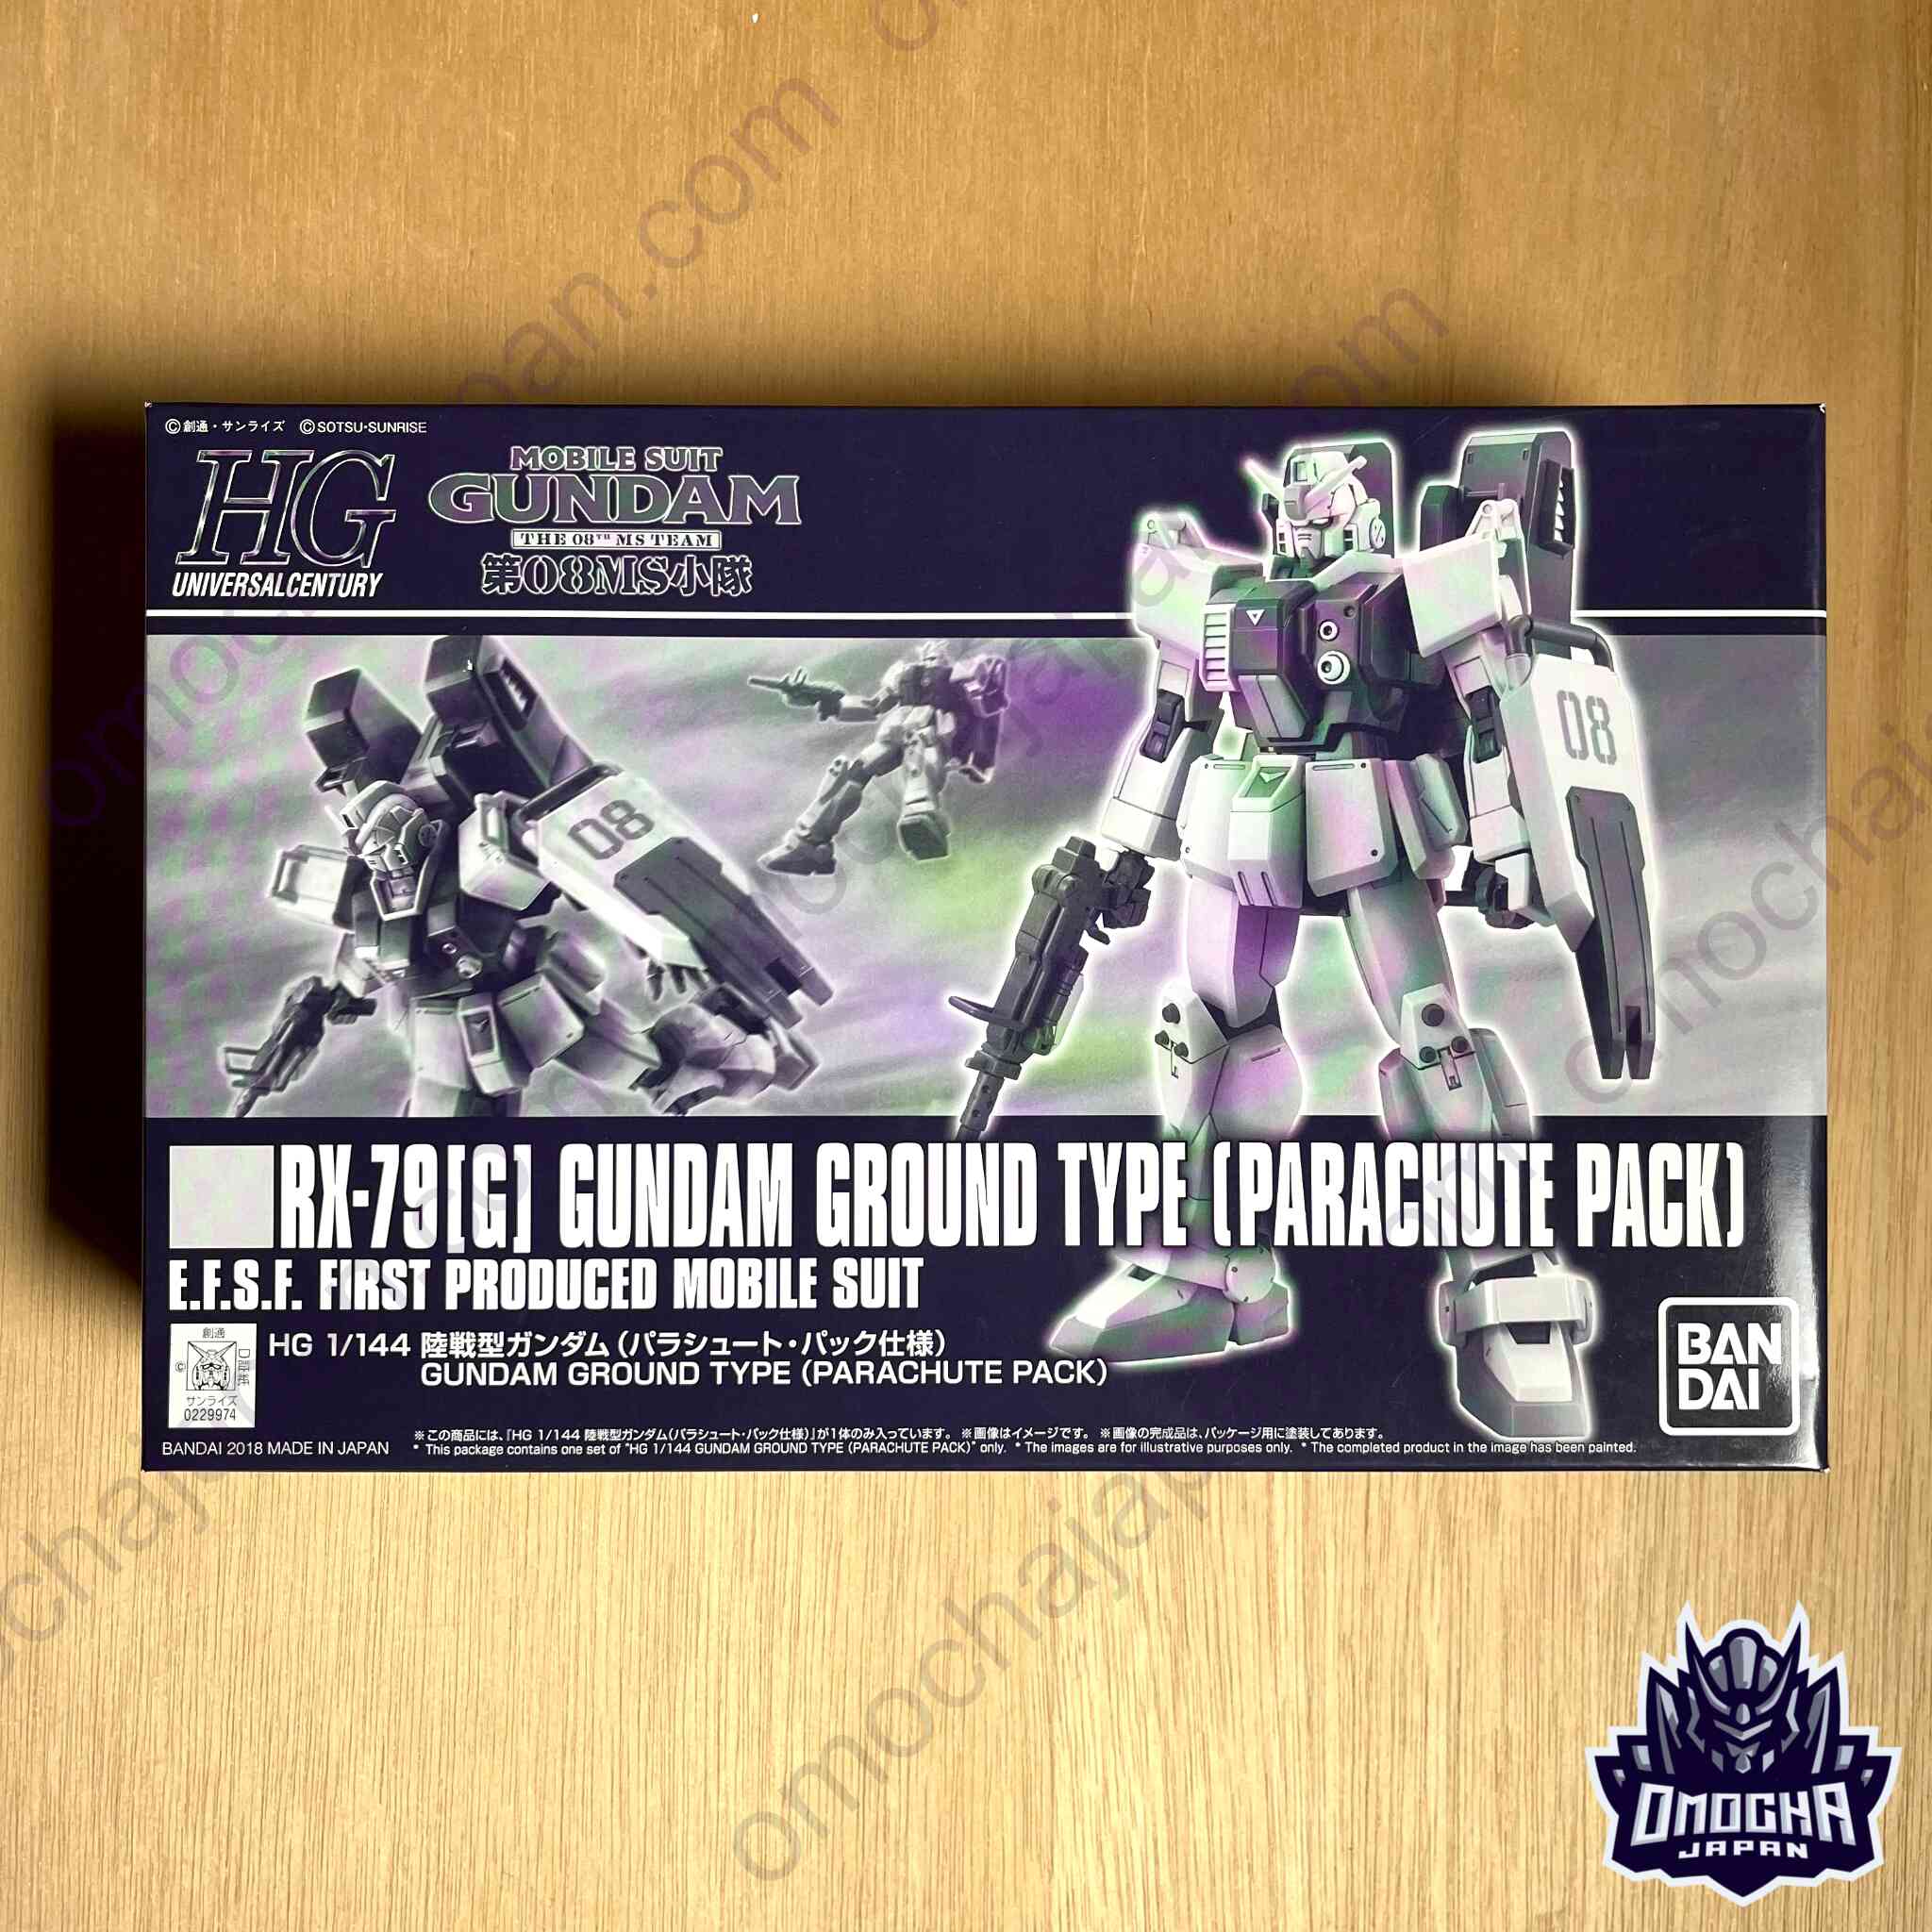 ©創通・サンライズ ©SOTSU・SUNRISE
HG
UNIVERSAL CENTURY
MOBILE SUIT
GUNDAM
THE 08TH MS TEAM
第08MS小隊
08
08
RX-79[G] GUNDAM GROUND TYPE (PARACHUTE PACK)
E.F.S.F. FIRST PRODUCED MOBILE SUIT
HG 1/144 陸戦型ガンダム(パラシュート・パック仕様)
GUNDAM GROUND TYPE (PARACHUTE PACK)
創通
©
D証紙
サンライズ
0229974
BAN
DAI
※この商品には、「HG 1/144 陸戦型ガンダム(パラシュート・パック仕様)」が1体のみ入っています。 ※画像はイメージです。 ※画像の完成品は、パッケージ用に塗装してあります。
BANDAI 2018 MADE IN JAPAN
* This package contains one set of "HG 1/144 GUNDAM GROUND TYPE (PARACHUTE PACK)" only. * The images are for illustrative purposes only. * The completed product in the image has been painted.
omochajapan.com
OMOCHA
JAPAN